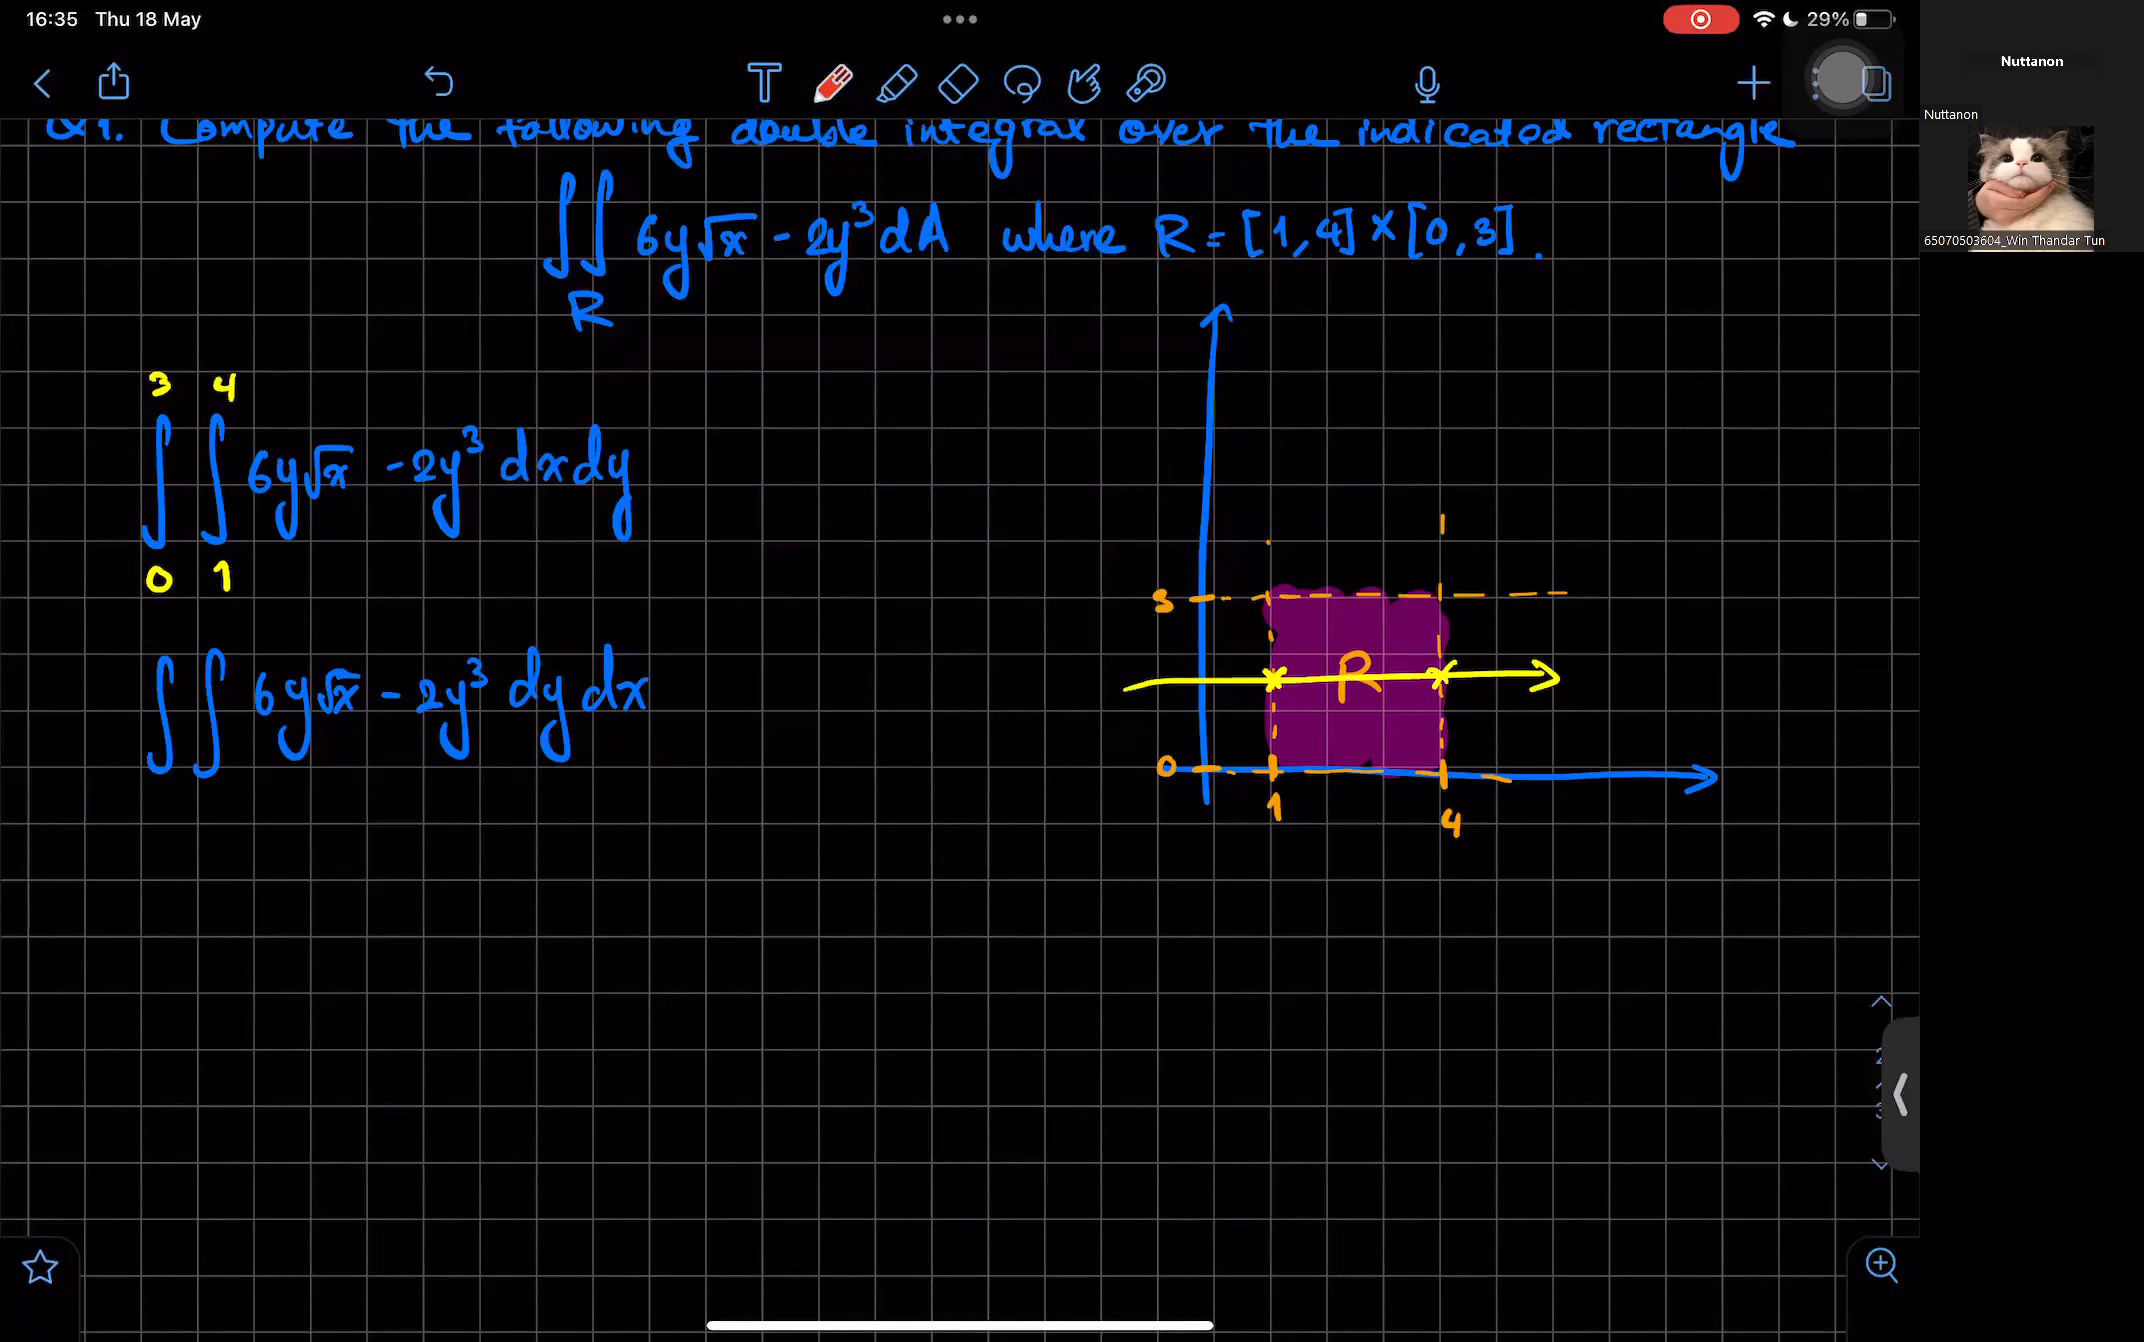 16:35 Thu 18 May
29%
Nuttanon
Nuttanon
65070503604_Win Thandar Tun
Q1. Compute the following double integral over the indicated rectangle
∬ 6y√x - 2y³ dA where R = [1,4] × [0,3].
R
3 4
∫ ∫ 6y√x - 2y³ dx dy
0 1
∫ ∫ 6y√x - 2y³ dy dx
3
R
0
1
4